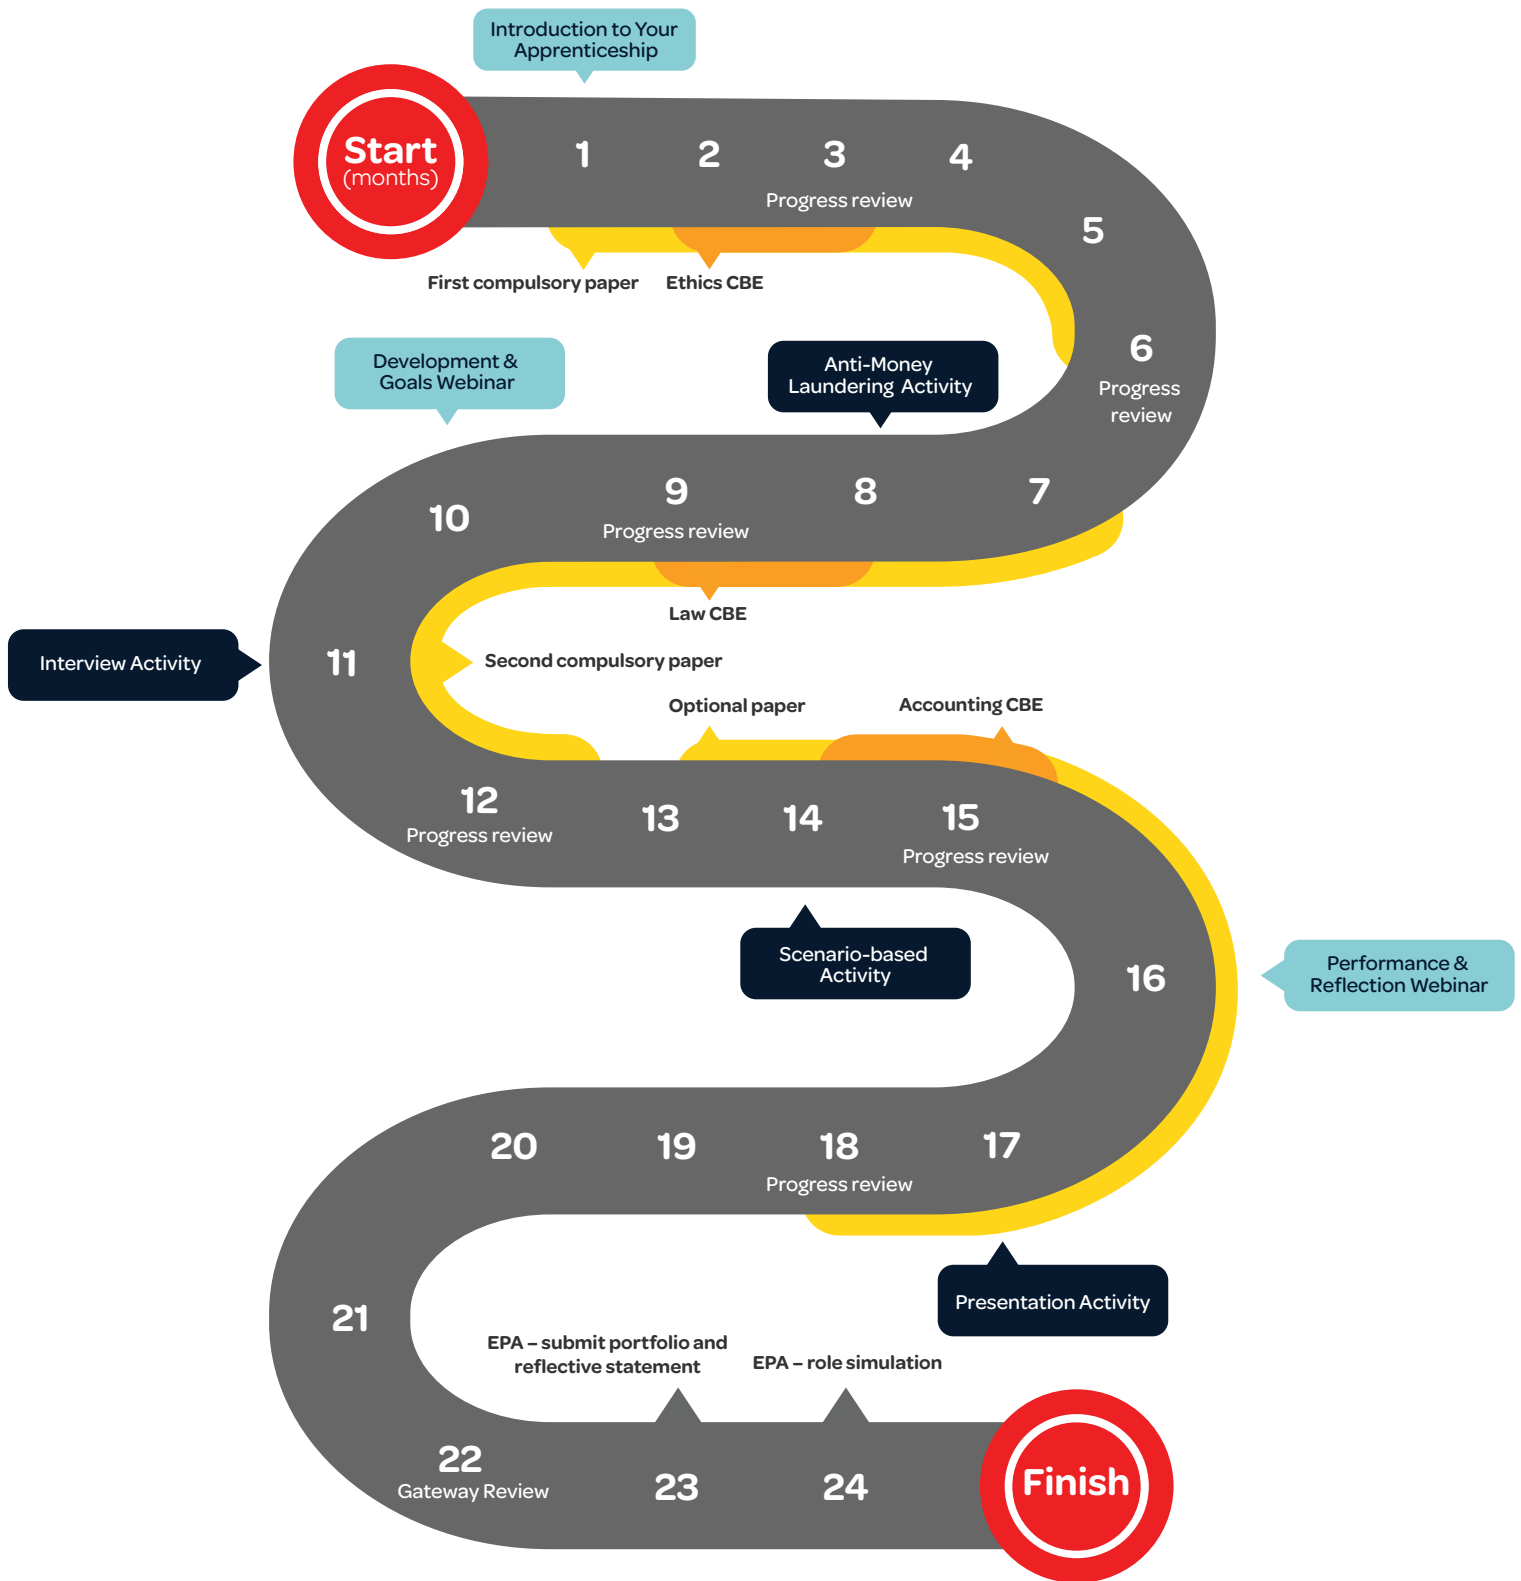 Introduction to Your
Apprenticeship
Start
(months)
1
2
3
4
Progress review
5
First compulsory paper
Ethics CBE
6
Progress
review
Development &
Goals Webinar
Anti-Money
Laundering Activity
7
8
9
Progress review
10
Law CBE
Interview Activity
11
Second compulsory paper
Optional paper
Accounting CBE
12
Progress review
13
14
15
Progress review
Scenario-based
Activity
16
Performance &
Reflection Webinar
17
18
Progress review
19
20
Presentation Activity
21
EPA – submit portfolio and
reflective statement
EPA – role simulation
22
Gateway Review
23
24
Finish